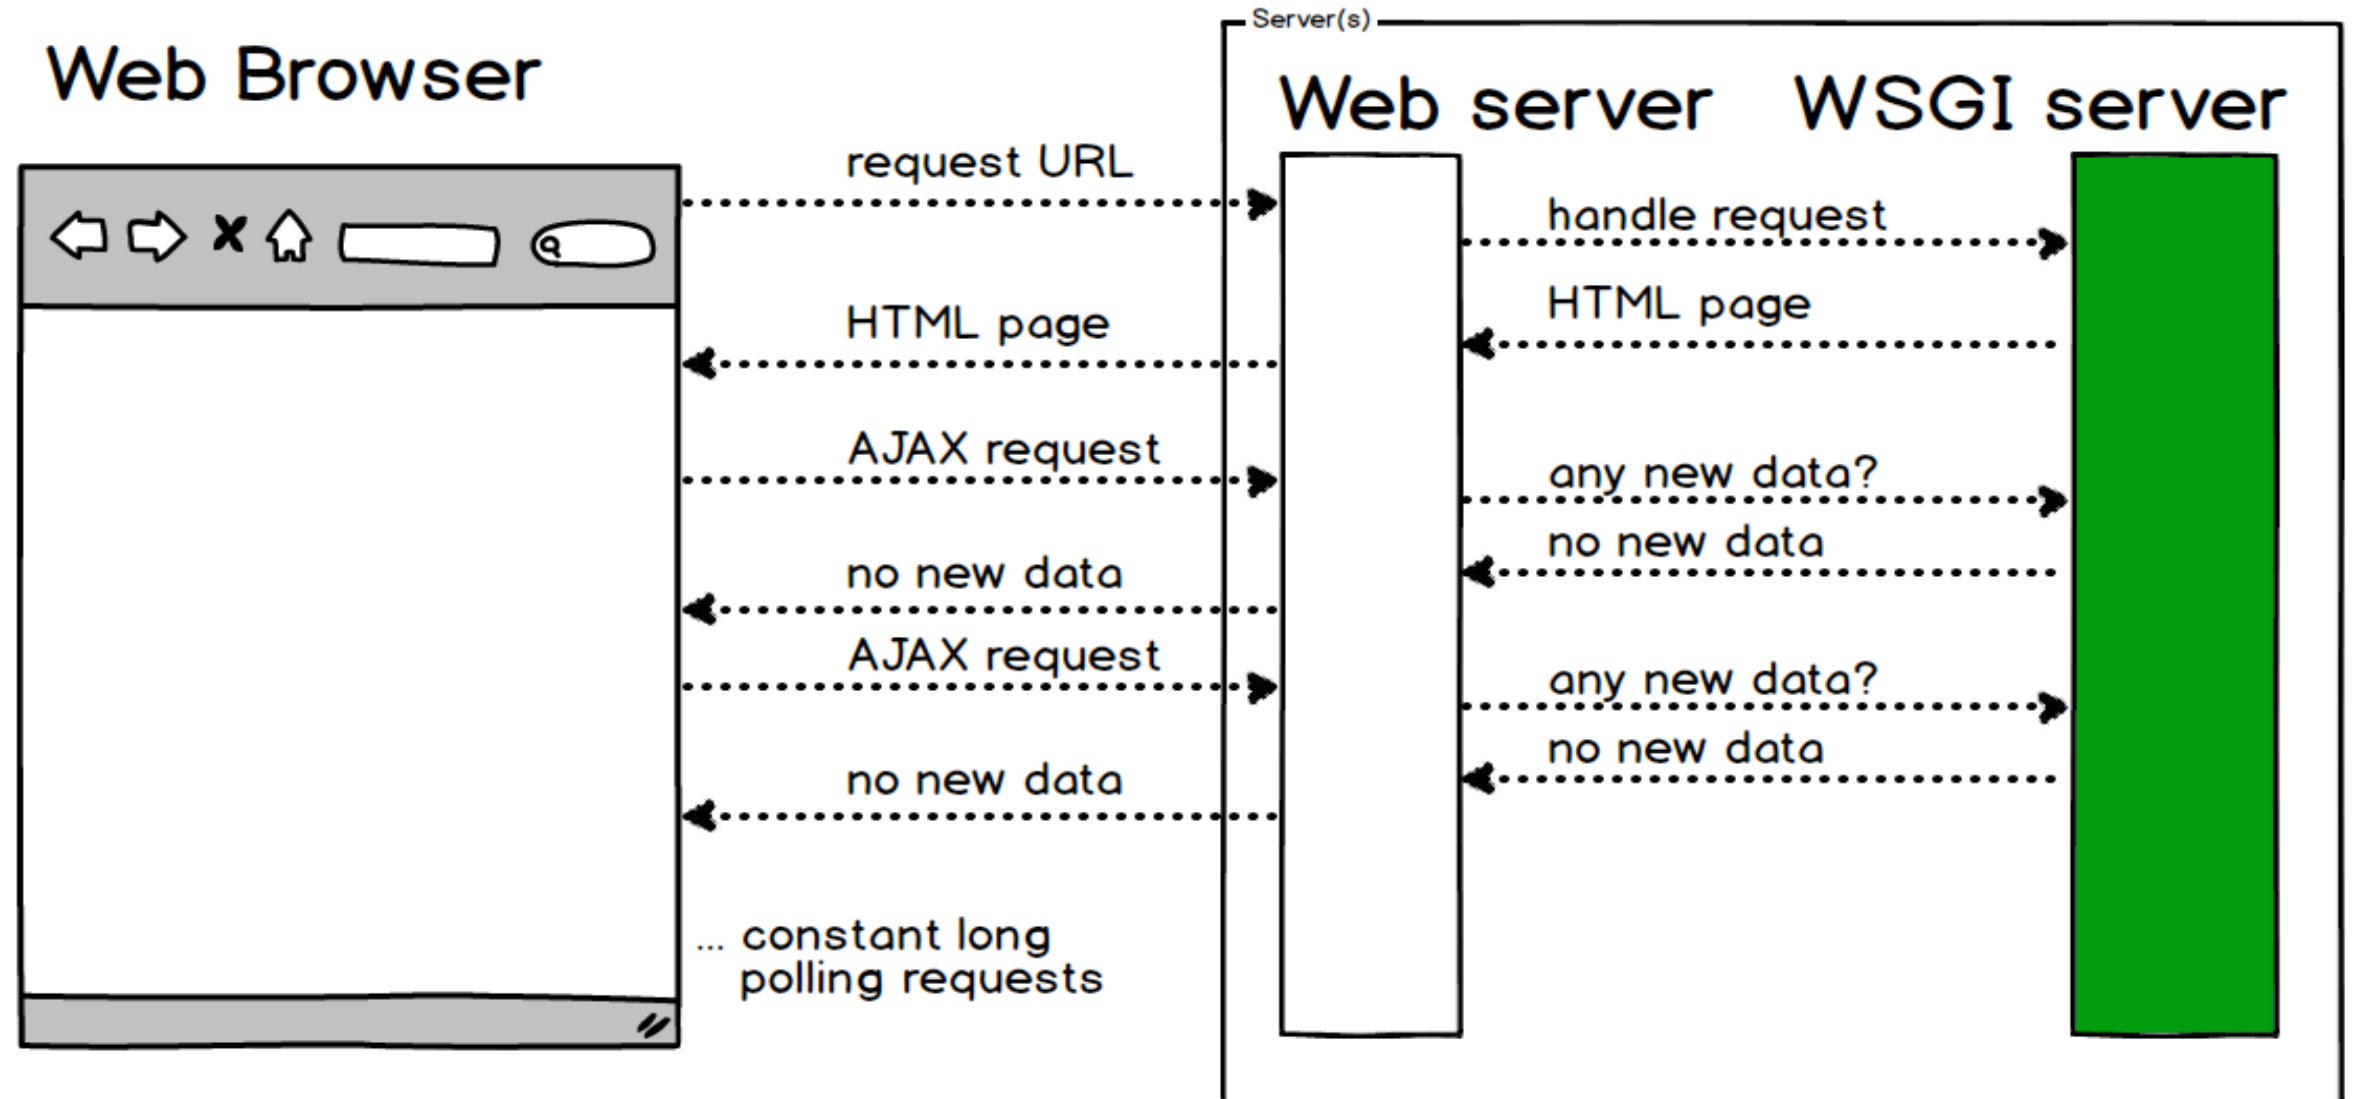 Server(s)
Web Browser
Web server
WSGI server
request URL
handle request
HTML page
HTML page
AJAX request
any new data?
no new data
no new data
AJAX request
any new data?
no new data
no new data
... constant long
polling requests